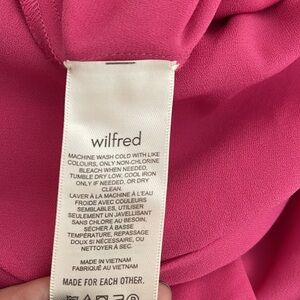 wilfred
MACHINE WASH COLD WITH LIKE
COLOURS, ONLY NON-CHLORINE
BLEACH WHEN NEEDED,
TUMBLE DRY LOW, COOL IRON
ONLY IF NEEDED, OR DRY
CLEAN.
LAVER À LA MACHINE À L'EAU
FROIDE AVEC COULEURS
SEMBLABLES, UTILISER
SEULEMENT UN JAVELLISANT
SANS CHLORE AU BESOIN,
SÉCHER À BASSE
TEMPÉRATURE, REPASSAGE
DOUX SI NÉCESSAIRE, OU
NETTOYAGE À SEC.
MADE IN VIETNAM
FABRIQUÉ AU VIETNAM
MADE FOR EACH OTHER.